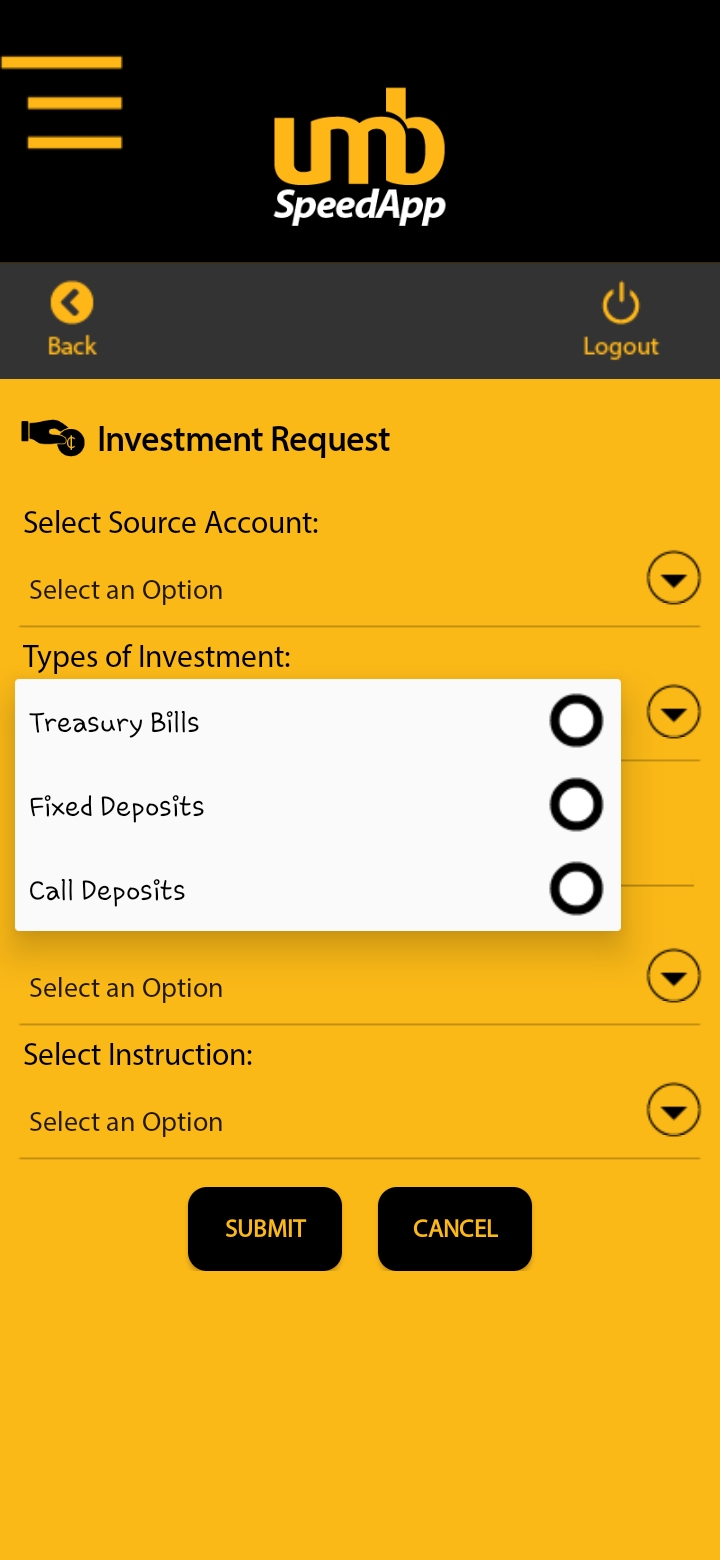 umb
SpeedApp
Back
Logout
¢
Investment Request
Select Source Account:
Select an Option
Types of Investment:
Treasury Bills
Fixed Deposits
Call Deposits
Select an Option
Select Instruction:
Select an Option
SUBMIT
CANCEL